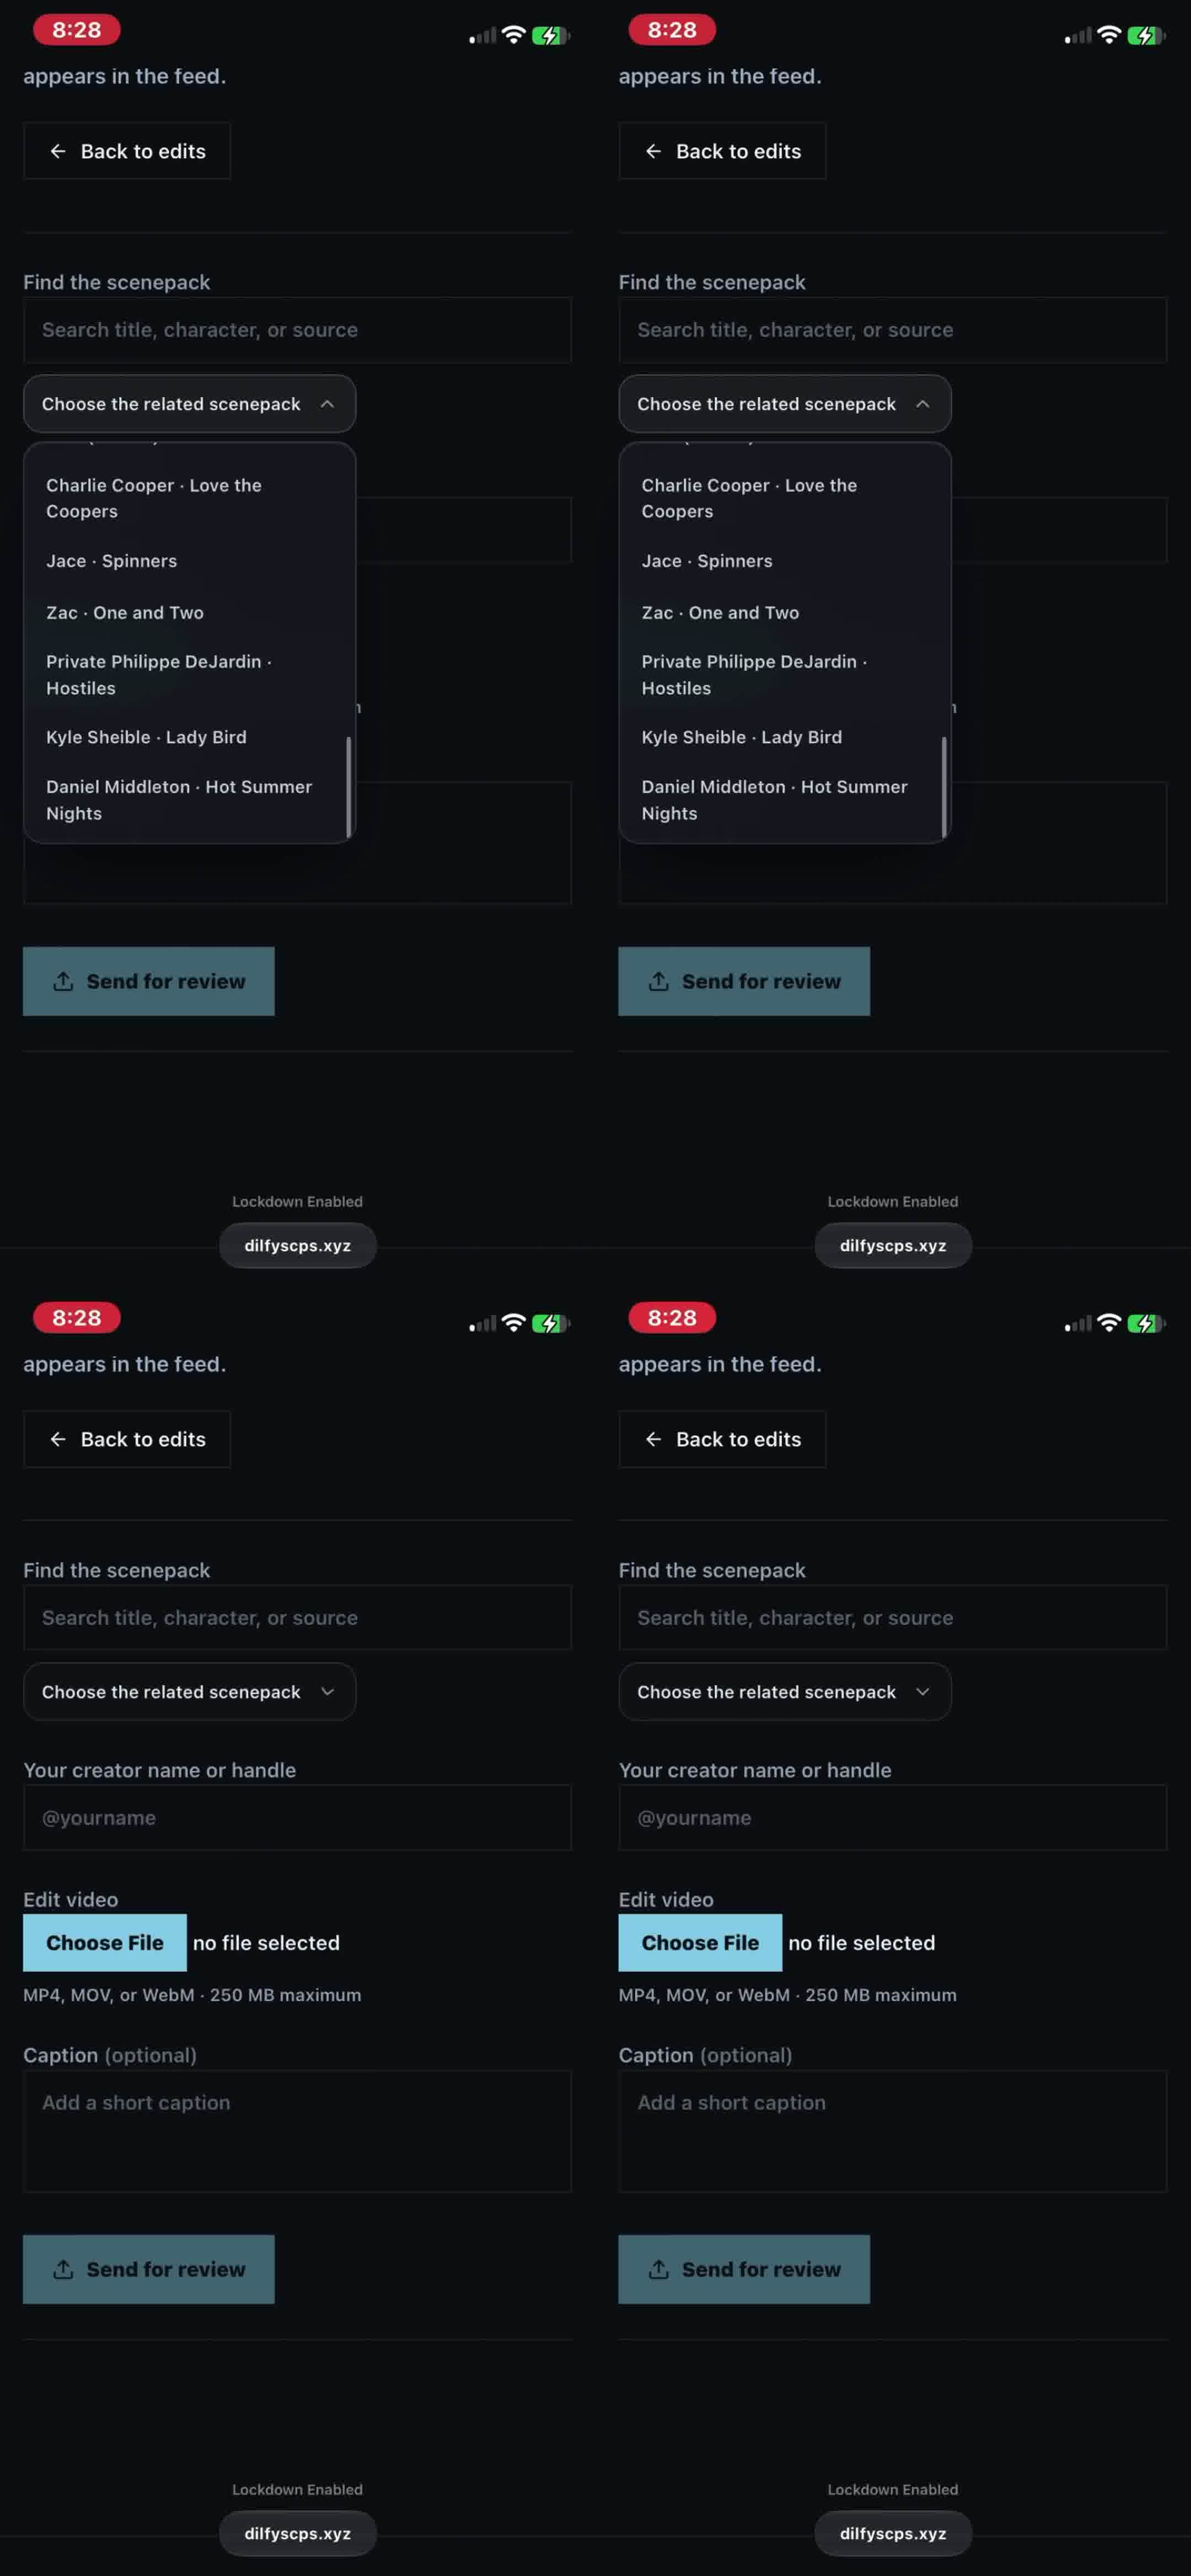 8:28
appears in the feed.
← Back to edits
Find the scenepack
Search title, character, or source
Choose the related scenepack
Charlie Cooper · Love the
Coopers
Jace · Spinners
Zac · One and Two
Private Philippe DeJardin ·
Hostiles
Kyle Sheible · Lady Bird
Daniel Middleton · Hot Summer
Nights
Send for review
Lockdown Enabled
dilfyscps.xyz
8:28
appears in the feed.
← Back to edits
Find the scenepack
Search title, character, or source
Choose the related scenepack
Charlie Cooper · Love the
Coopers
Jace · Spinners
Zac · One and Two
Private Philippe DeJardin ·
Hostiles
Kyle Sheible · Lady Bird
Daniel Middleton · Hot Summer
Nights
Send for review
Lockdown Enabled
dilfyscps.xyz
8:28
appears in the feed.
← Back to edits
Find the scenepack
Search title, character, or source
Choose the related scenepack
Your creator name or handle
@yourname
Edit video
Choose File no file selected
MP4, MOV, or WebM · 250 MB maximum
Caption (optional)
Add a short caption
Send for review
Lockdown Enabled
dilfyscps.xyz
8:28
appears in the feed.
← Back to edits
Find the scenepack
Search title, character, or source
Choose the related scenepack
Your creator name or handle
@yourname
Edit video
Choose File no file selected
MP4, MOV, or WebM · 250 MB maximum
Caption (optional)
Add a short caption
Send for review
Lockdown Enabled
dilfyscps.xyz